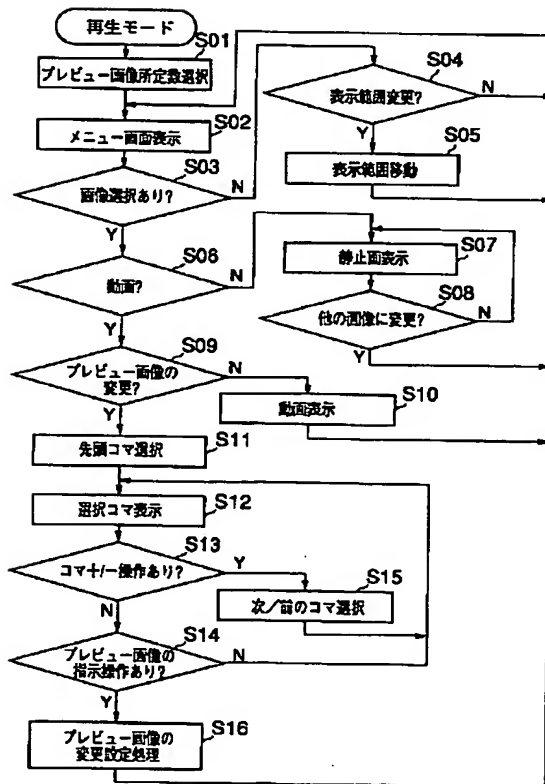 再生モード
S01
プレビュー画像所定数選択
S02
メニュー画面表示
S03
画像選択あり?
N
Y
S04
表示範囲変更?
N
Y
S05
表示範囲移動
S06
動画?
N
Y
S07
静止画表示
S08
他の画像に変更?
N
Y
S09
プレビュー画像の
変更?
N
Y
S10
動画表示
S11
先頭コマ選択
S12
選択コマ表示
S13
コマ+/-操作あり?
Y
N
S15
次/前のコマ選択
S14
プレビュー画像の
指示操作あり?
N
Y
S16
プレビュー画像の
変更設定処理